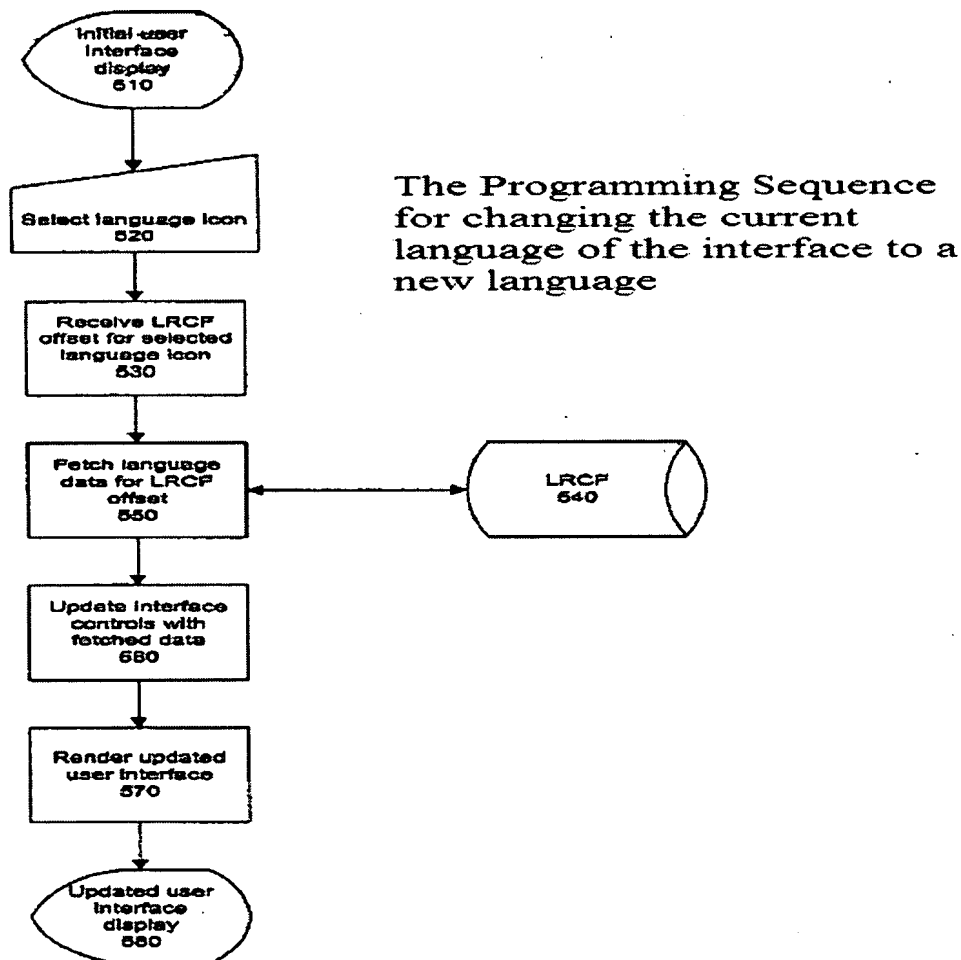 Initial user
interface
display
510
Select language icon
520
The Programming Sequence
for changing the current
language of the interface to a
new language
Receive LRCF
offset for selected
language icon
530
Fetch language
data for LRCF
offset
550
LRCF
540
Update interface
controls with
fetched data
560
Render updated
user interface
570
Updated user
interface
display
580